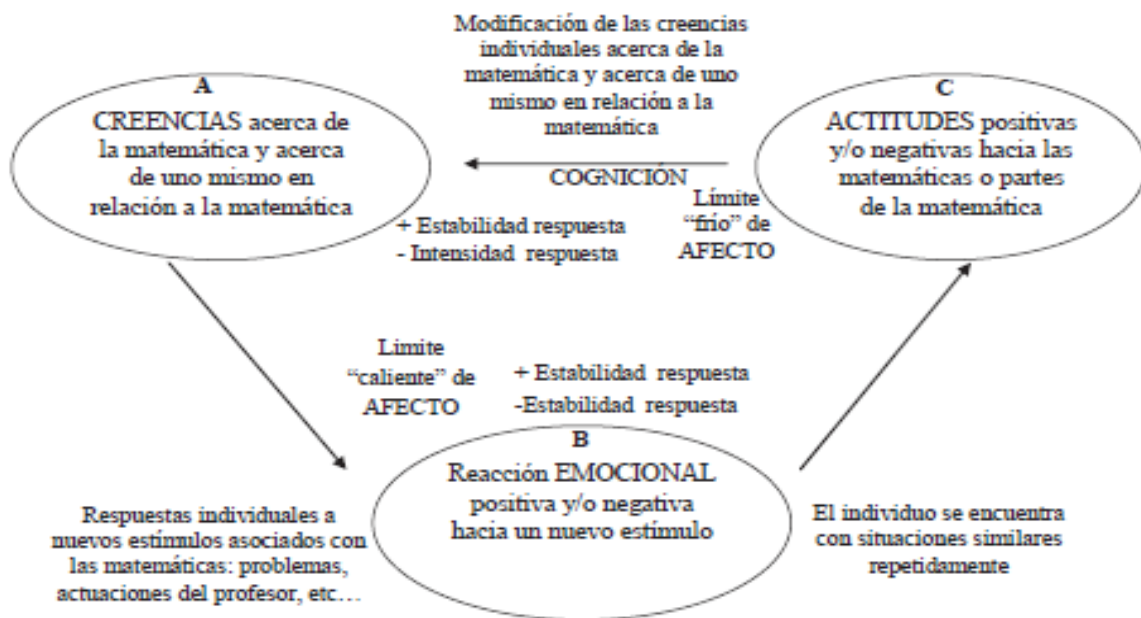 Modificación de las creencias
individuales acerca de la
matemática y acerca de uno
mismo en relación a la
matemática
A
CREENCIAS acerca de
la matemática y acerca
de uno mismo en
relación a la matemática
C
ACTITUDES positivas
y/o negativas hacia las
matemáticas o partes
de la matemática
COGNICIÓN
+ Estabilidad respuesta
- Intensidad respuesta
Límite
“frío” de
AFECTO
Límite
“caliente” de
AFECTO
+ Estabilidad respuesta
-Estabilidad respuesta
B
Reacción EMOCIONAL
positiva y/o negativa
hacia un nuevo estímulo
Respuestas individuales a
nuevos estímulos asociados con
las matemáticas: problemas,
actuaciones del profesor, etc…
El individuo se encuentra
con situaciones similares
repetidamente